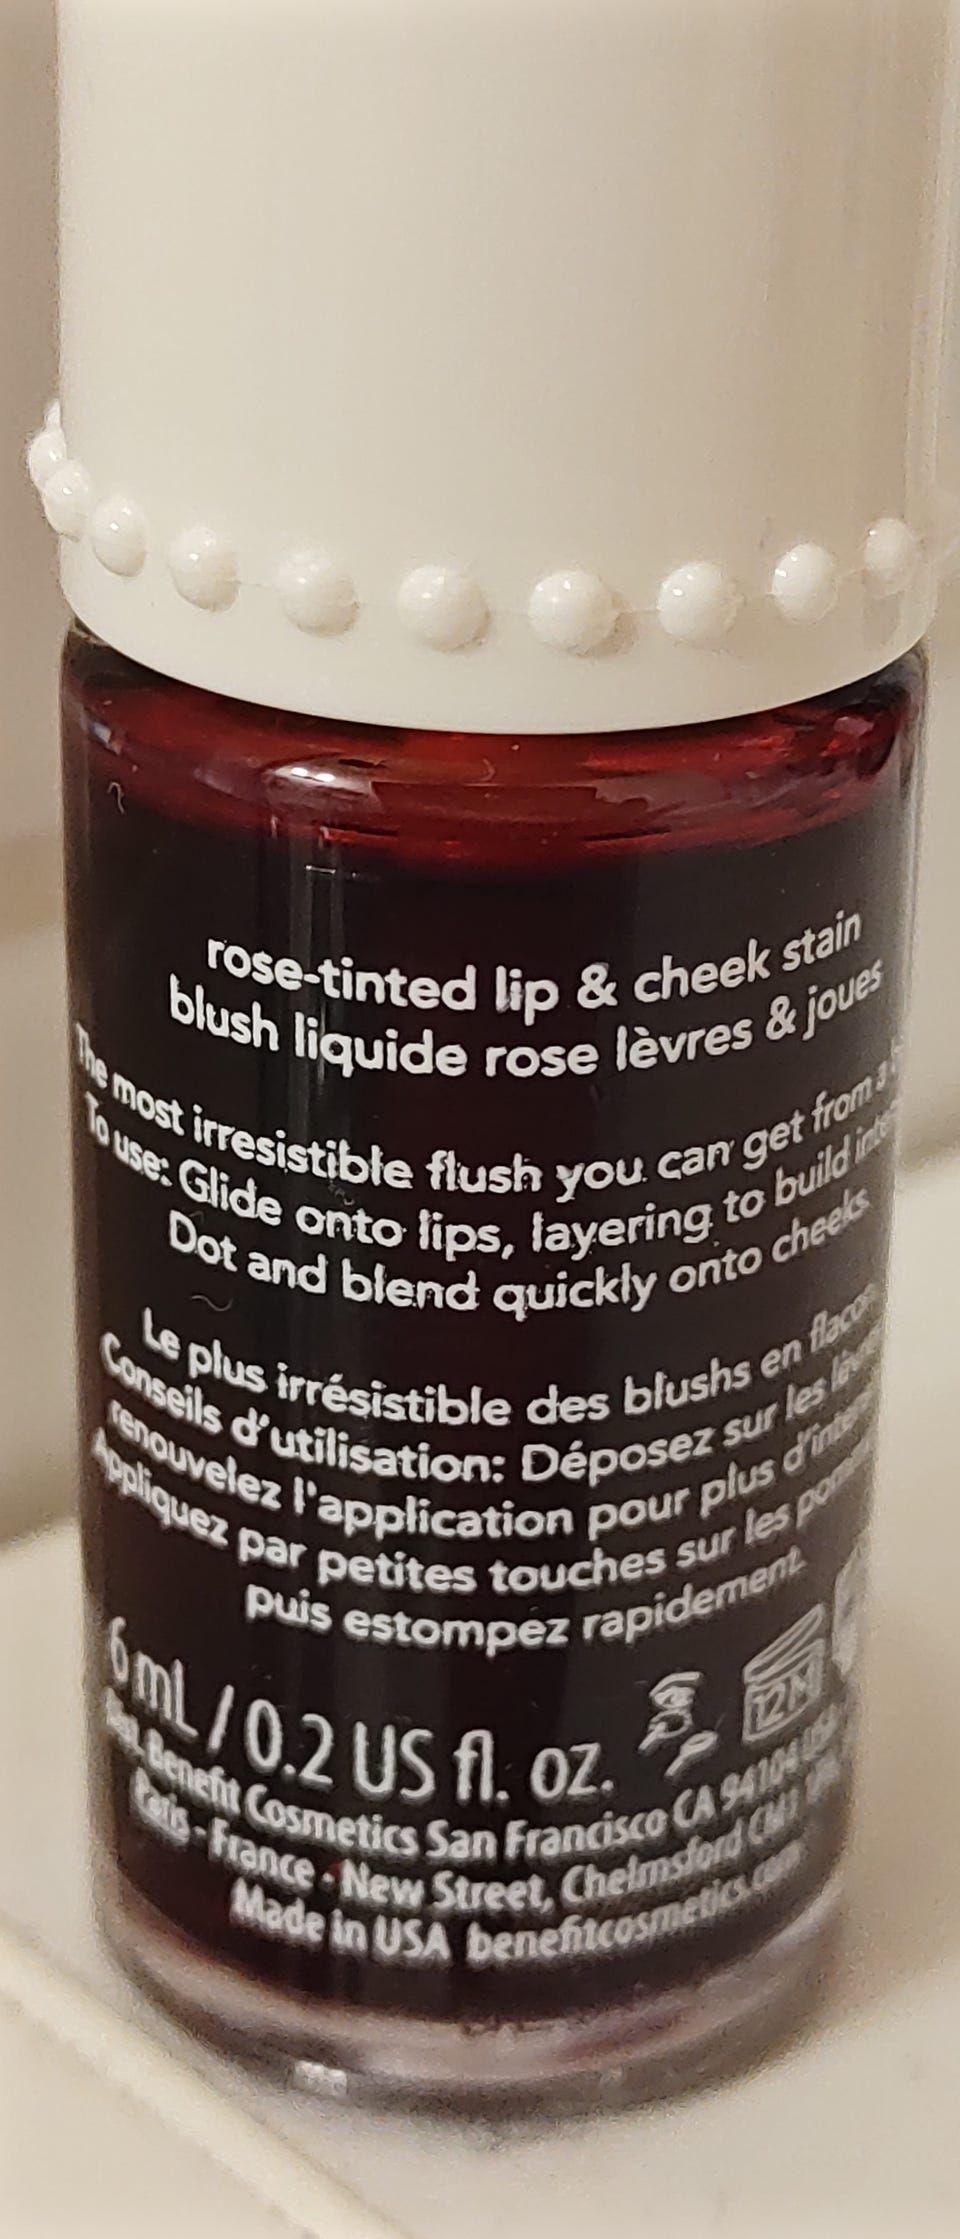 rose-tinted lip & cheek stain
blush liquide rose lèvres & joues
The most irresistible flush you can get from a
To use: Glide onto lips, layering to build
Dot and blend quickly onto cheeks.
Le plus irrésistible des blushs en flacon
Conseils d'utilisation: Déposez sur les
renouvelez l'application pour plus
Appliquez par petites touches sur les
puis estompez rapidement.
6 mL / 0.2 US fl. oz.
12M
Benefit Cosmetics San Francisco CA 94104 USA
Paris - France • New Street, Chelmsford CM1
Made in USA benefitcosmetics.com